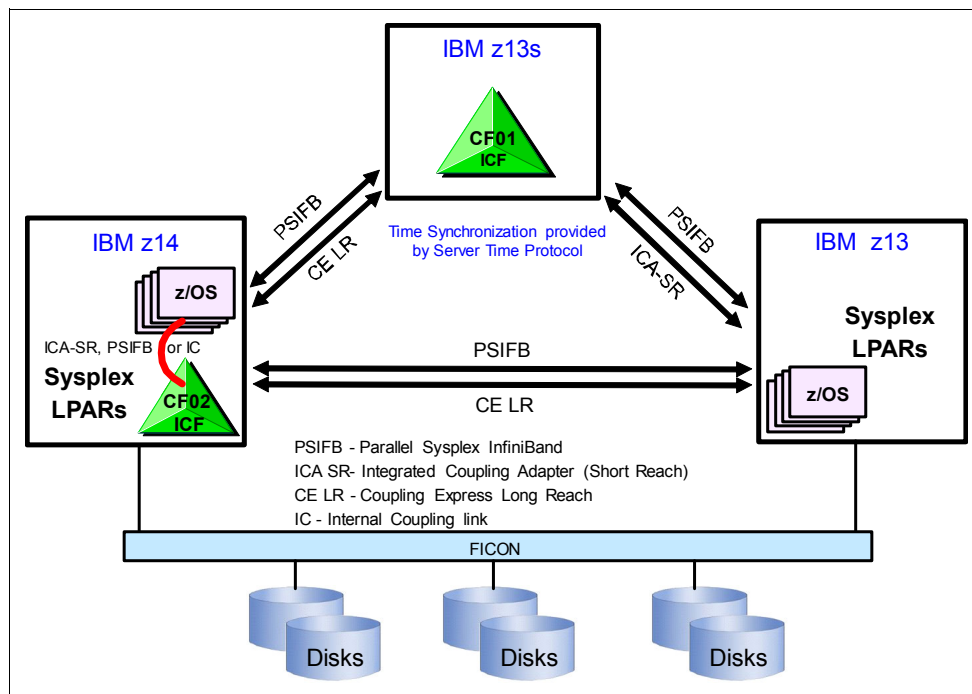 IBM z13s
CF01
ICF
PSIFB
CE LR
PSIFB
ICA-SR
Time Synchronization provided
by Server Time Protocol
IBM z14
z/OS
ICA-SR, PSIFB or IC
Sysplex
LPARs
CF02
ICF
PSIFB
CE LR
IBM z13
Sysplex
LPARs
z/OS
PSIFB - Parallel Sysplex InfiniBand
ICA SR- Integrated Coupling Adapter (Short Reach)
CE LR - Coupling Express Long Reach
IC - Internal Coupling link
FICON
Disks
Disks
Disks